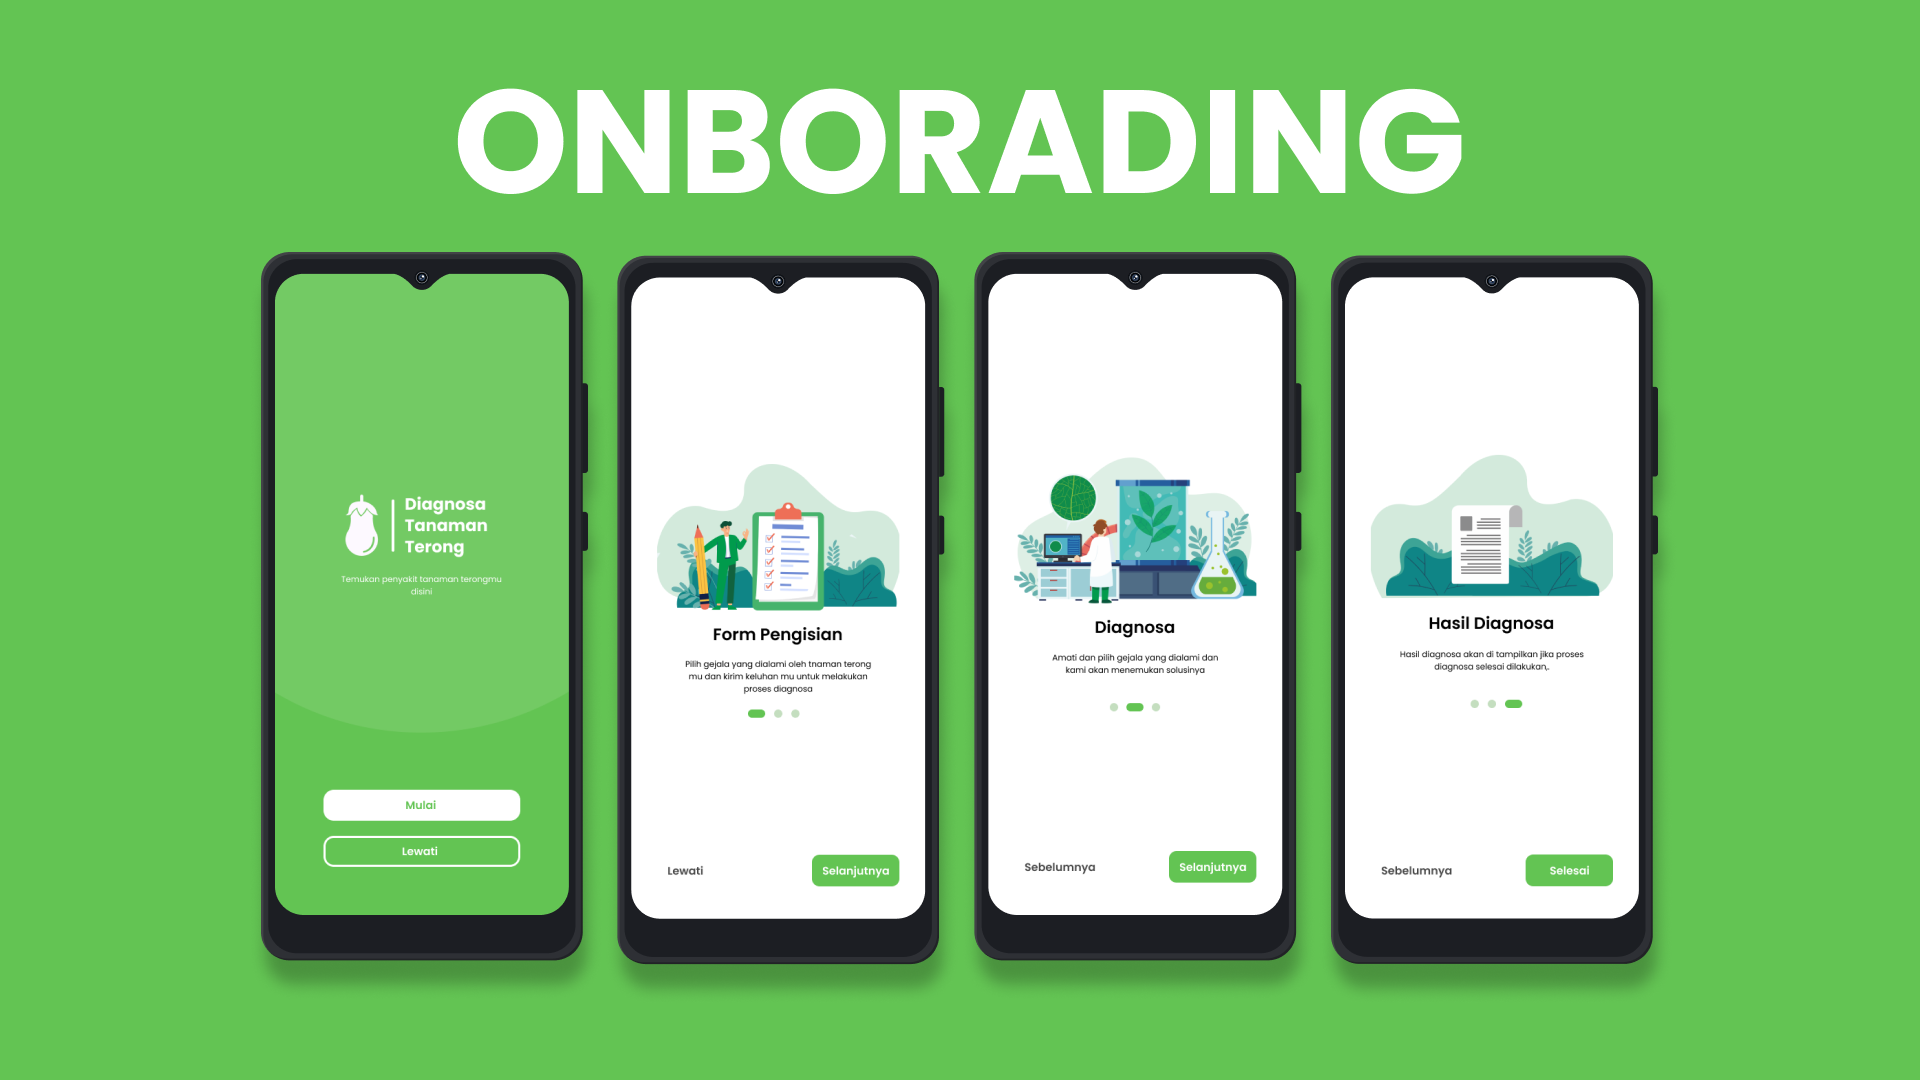 ONBORADING
Diagnosa
Tanaman
Terong
Temukan penyakit tanaman terongmu
disini
Mulai
Lewati
Form Pengisian
Pilih gejala yang dialami oleh tnaman terong
mu dan kirim keluhan mu untuk melakukan
proses diagnosa
Lewati
Selanjutnya
Diagnosa
Amati dan pilih gejala yang dialami dan
kami akan menemukan solusinya
Sebelumnya
Selanjutnya
Hasil Diagnosa
Hasil diagnosa akan di tampilkan jika proses
diagnosa selesai dilakukan,.
Sebelumnya
Selesai